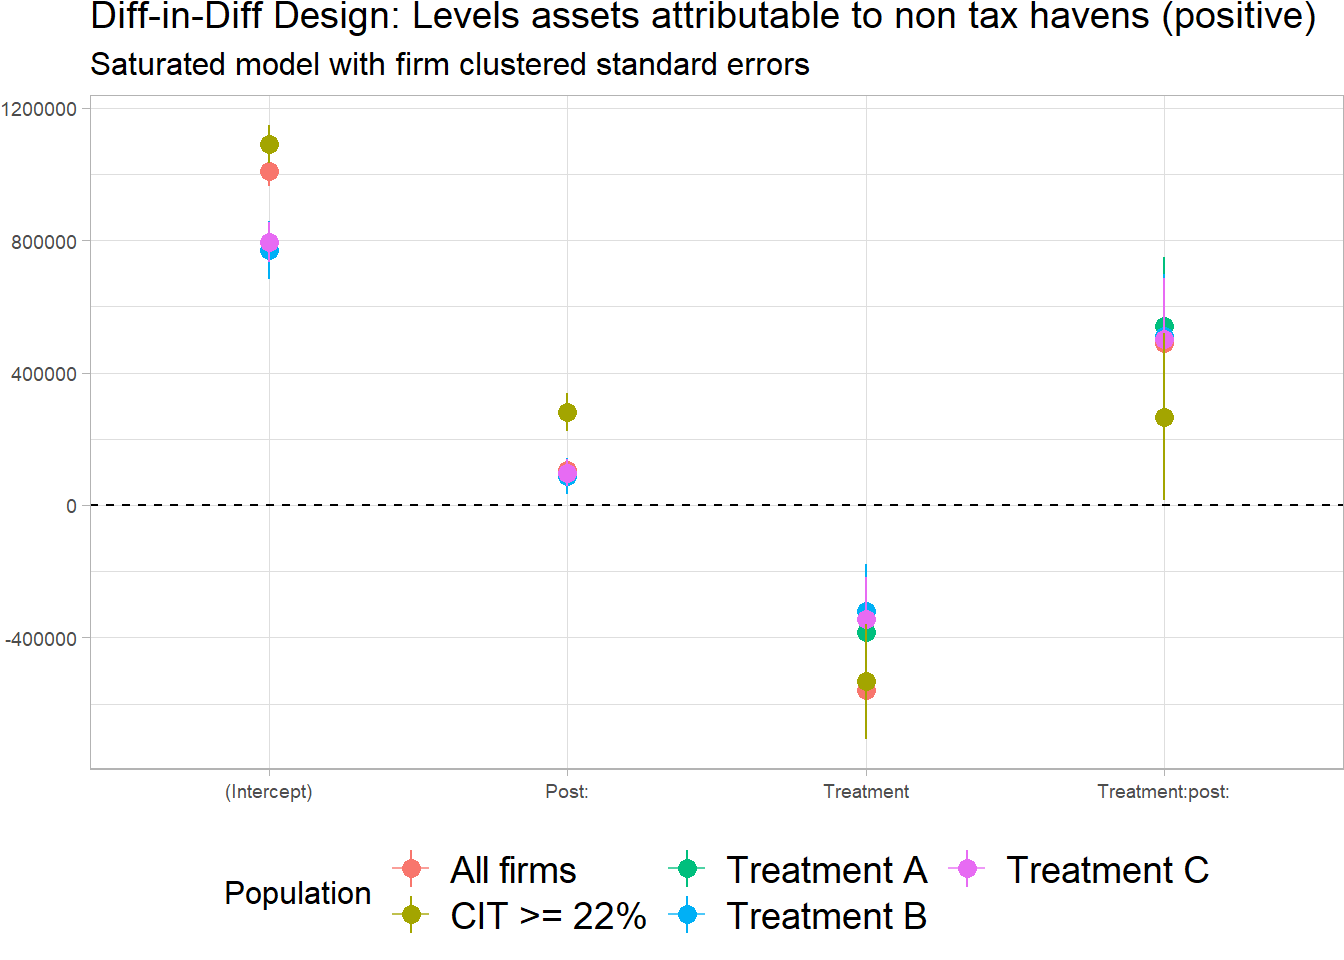 Diff-in-Diff Design: Levels assets attributable to non tax havens (positive)
Saturated model with firm clustered standard errors
1200000
800000
400000
0
-400000
(Intercept) Post: Treatment Treatment:post:
Population
All firms Treatment A Treatment C
CIT >= 22% Treatment B